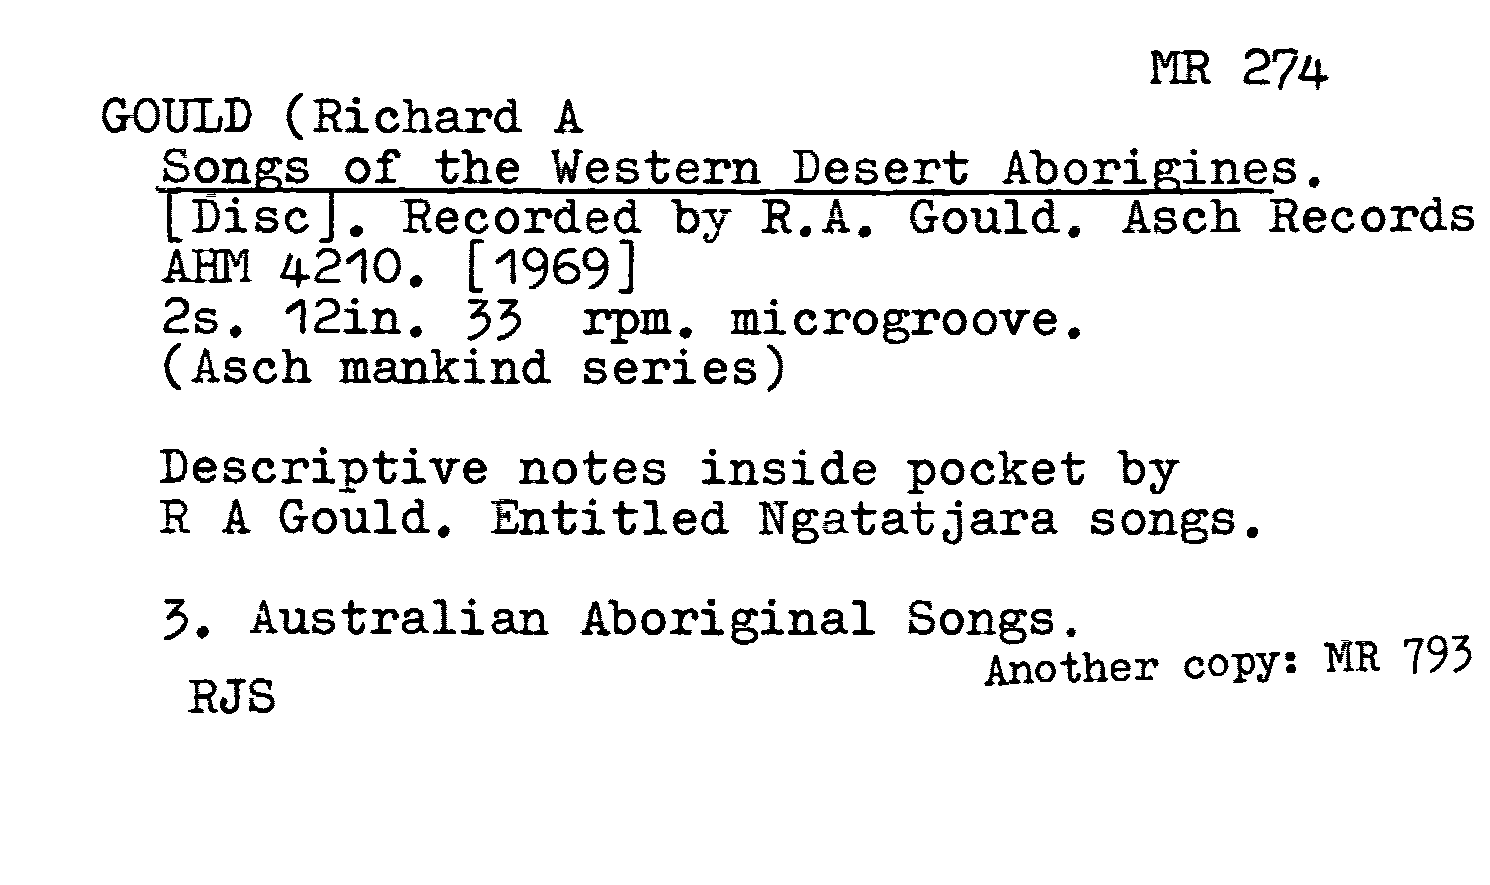 MR 274
GOULD (Richard A
Songs of the Western Desert Aborigines.
[Disc]. Recorded by R.A. Gould. Asch Records
AHM 4210. [1969]
2s. 12in. 33 rpm. microgroove.
(Asch mankind series)
Descriptive notes inside pocket by
R A Gould. Entitled Ngatatjara songs.
3. Australian Aboriginal Songs.
Another copy: MR 793
RJS